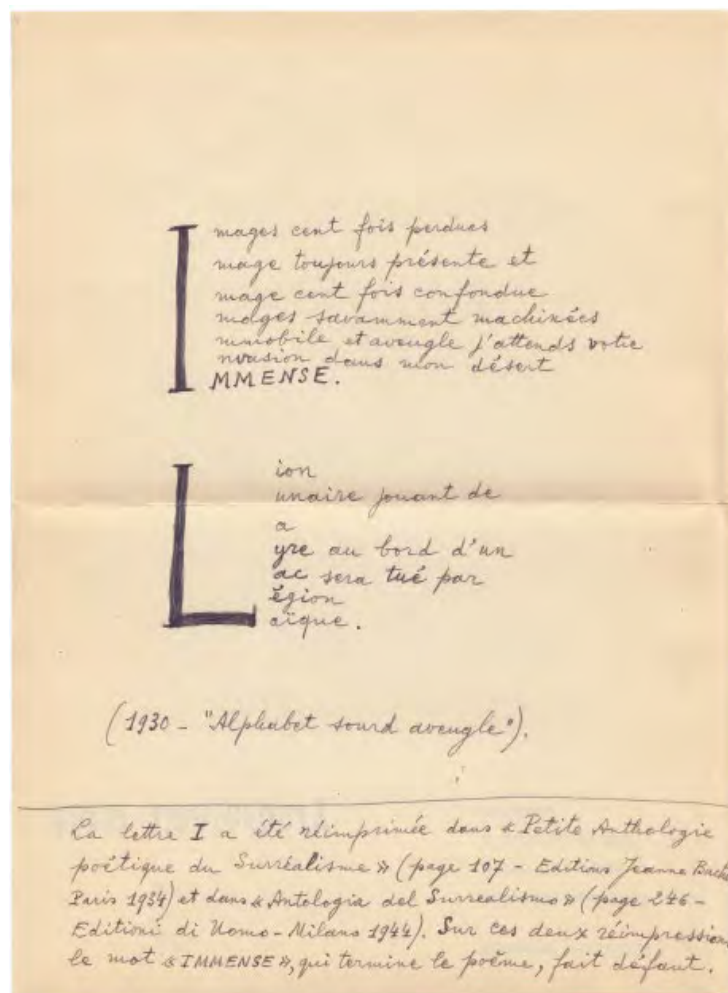 I
mages cent fois perdues
mage toujours présente et
mage cent fois confondue
mages savamment machinées
mmobile et aveugle j'attends votre
nvasion dans mon désert
MMENSE.
L
ion
unaire jouant de
a
yre au bord d'un
ac sera tué par
égion
aïque.
(1930 - "Alphabet sourd aveugle").
La lettre I a été réimprimée dans « Petite Anthologie
poétique du Surréalisme » (page 107 - Editions Jeanne
Paris 1934) et dans « Antologia del Surrealismo » (page 246 -
Editioni di Uomo - Milano 1944). Sur ces deux réimpression
le mot « IMMENSE », qui termine le poème, fait défaut.